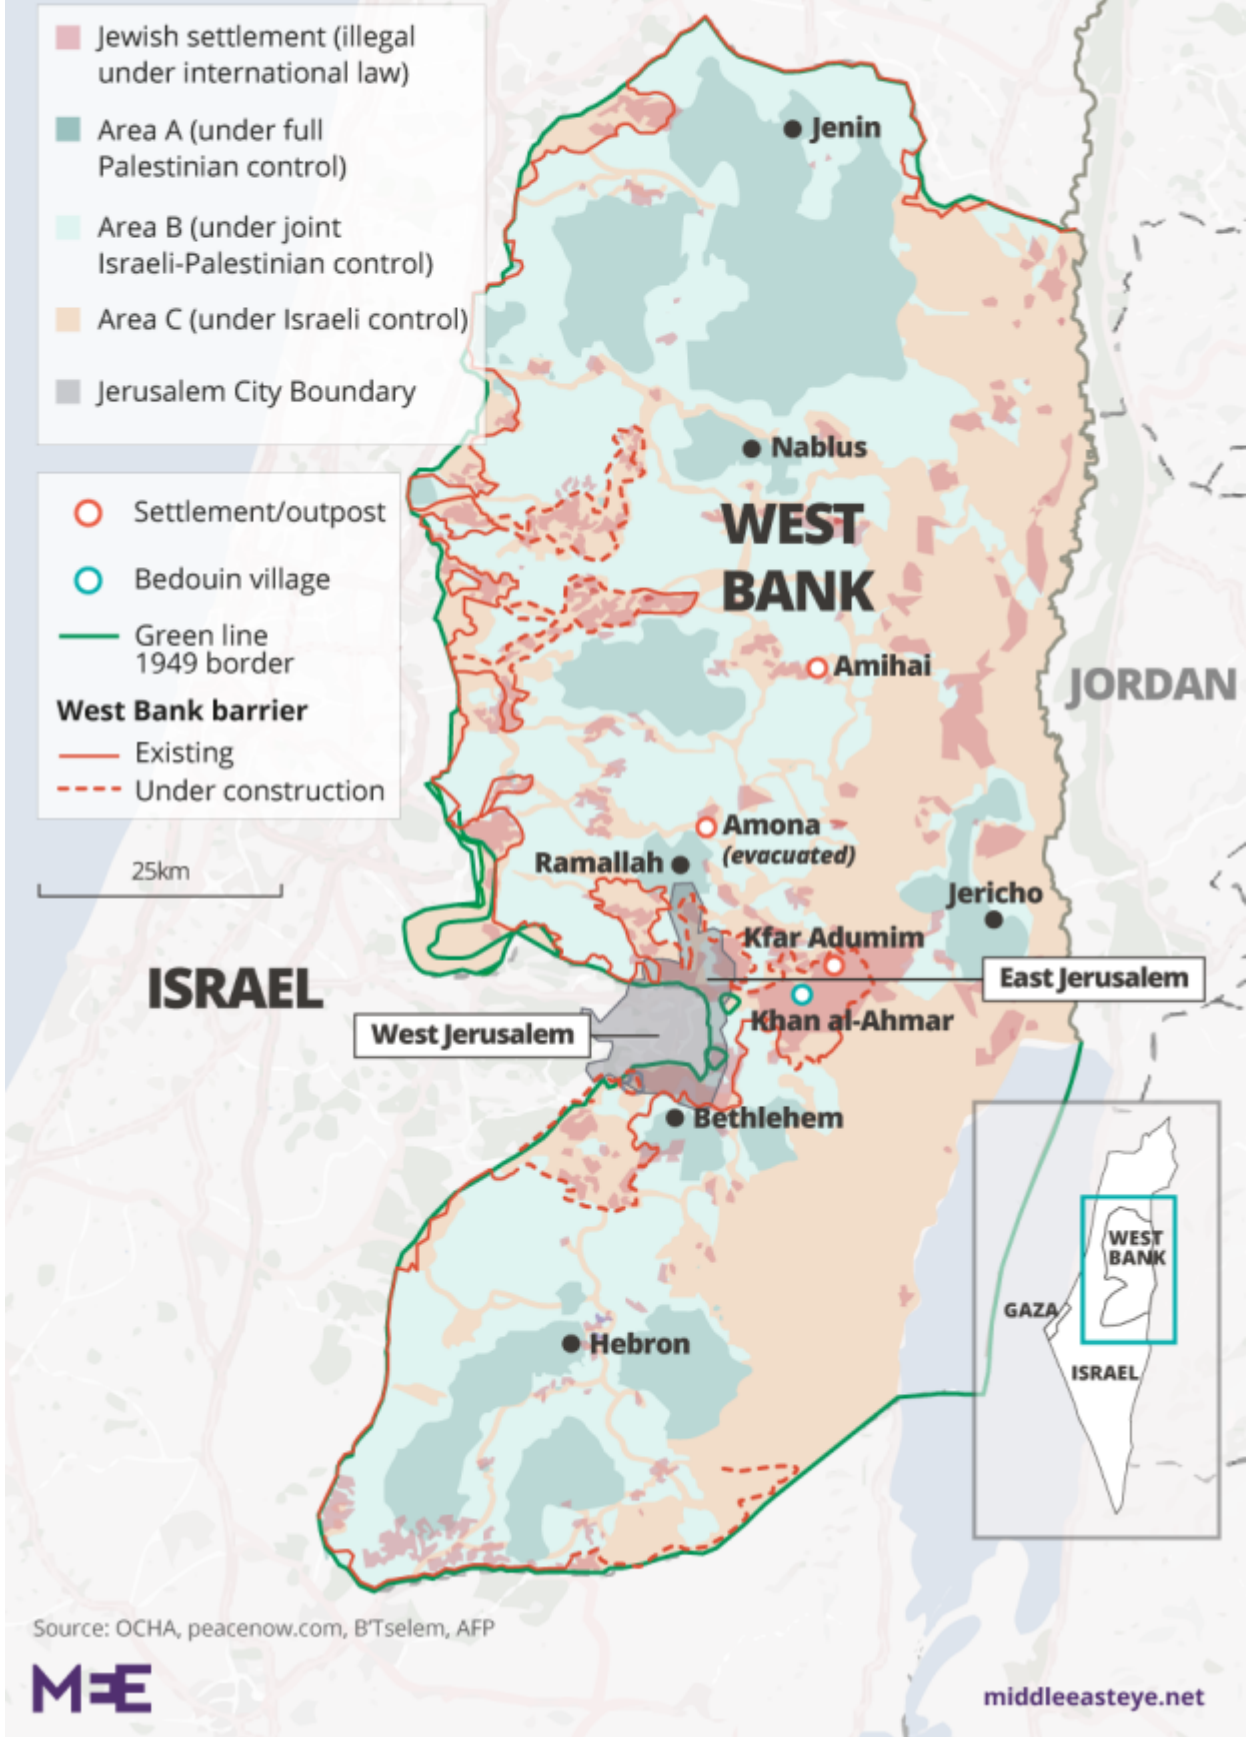 Jewish settlement (illegal
under international law)
Area A (under full
Palestinian control)
Area B (under joint
Israeli-Palestinian control)
Area C (under Israeli control)
Jerusalem City Boundary
Settlement/outpost
Bedouin village
Green line
1949 border
West Bank barrier
Existing
Under construction
25km
Jenin
Nablus
WEST
BANK
Amihai
JORDAN
Amona
(evacuated)
Ramallah
Jericho
Kfar Adumim
East Jerusalem
ISRAEL
West Jerusalem
Khan al-Ahmar
Bethlehem
Hebron
WEST
BANK
GAZA
ISRAEL
Source: OCHA, peacenow.com, B'Tselem, AFP
MEE
middleeasteye.net